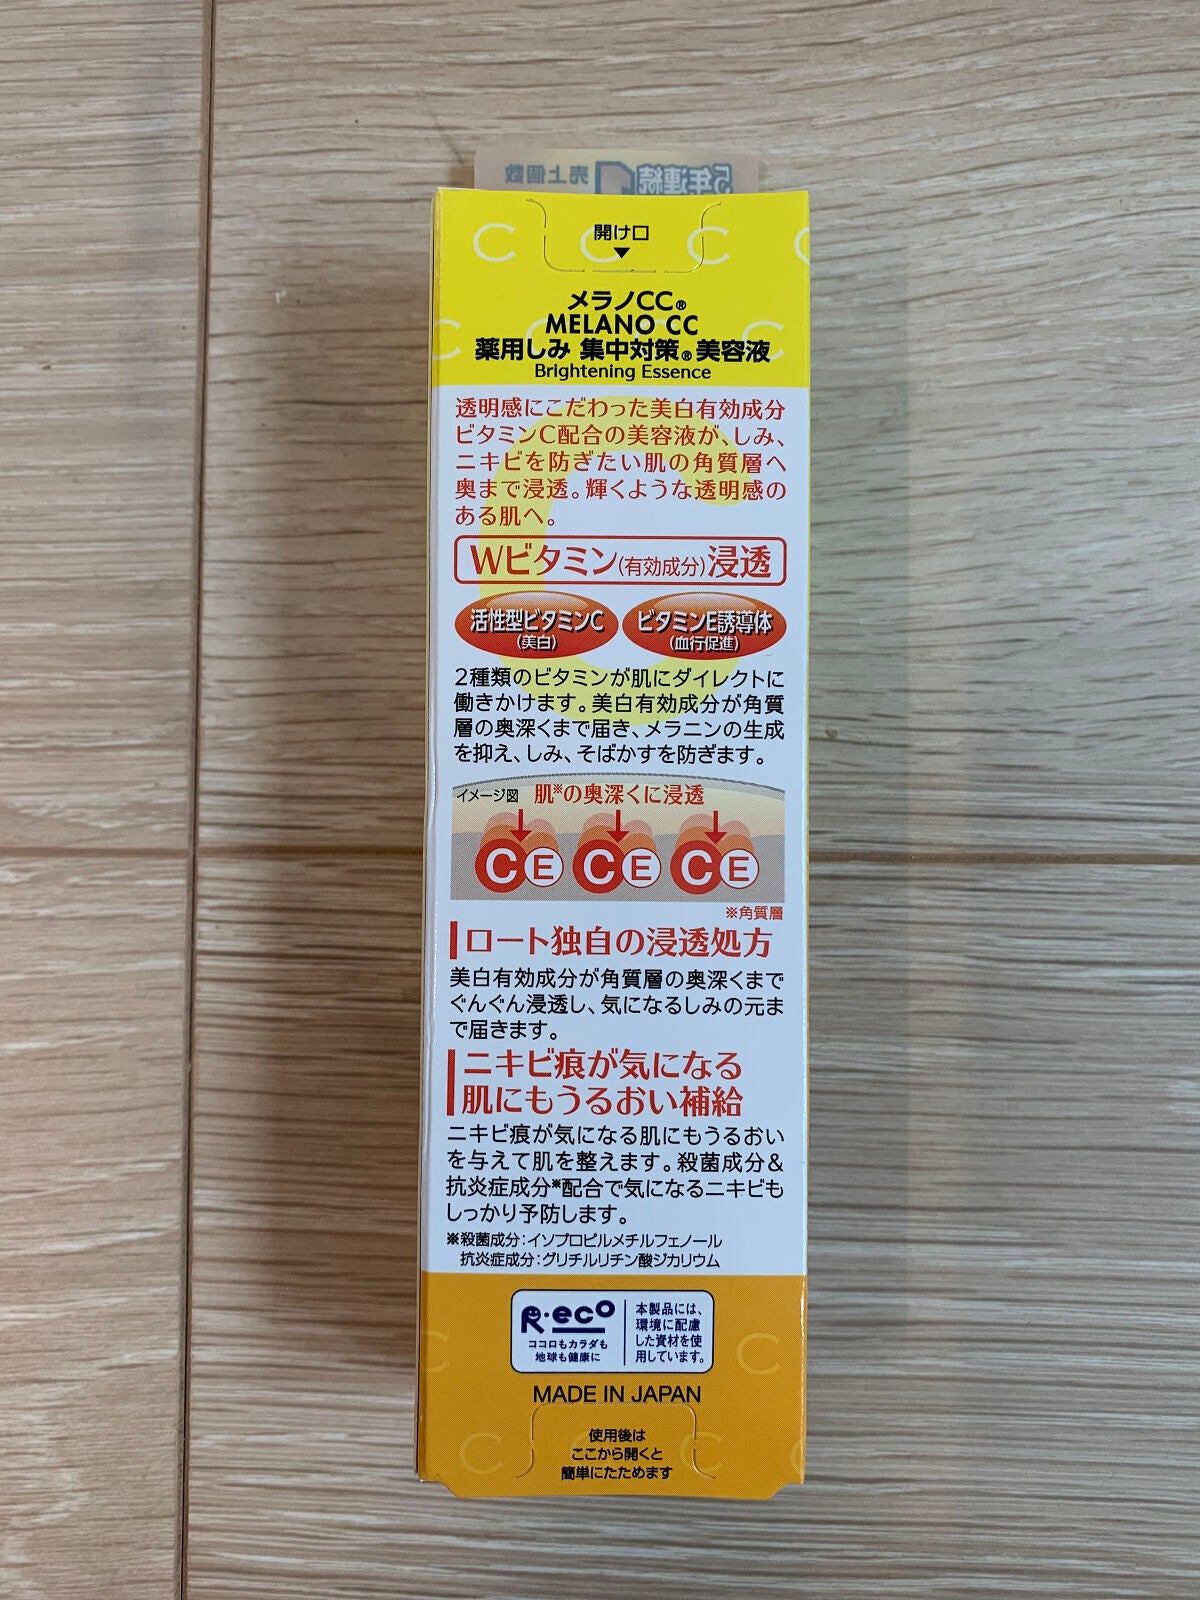 5年連続 売上個数
開け口
メラノCC®
MELANO CC
薬用しみ 集中対策®美容液
Brightening Essence
透明感にこだわった美白有効成分
ビタミンC配合の美容液が、しみ、
ニキビを防ぎたい肌の角質層へ
奥まで浸透。輝くような透明感の
ある肌へ。
Wビタミン(有効成分)浸透
活性型ビタミンC ビタミンE誘導体
(美白) (血行促進)
2種類のビタミンが肌にダイレクトに
働きかけます。美白有効成分が角質
層の奥深くまで届き、メラニンの生成
を抑え、しみ、そばかすを防ぎます。
イメージ図 肌※の奥深くに浸透
C E C E C E
※角質層
ロート独自の浸透処方
美白有効成分が角質層の奥深くまで
ぐんぐん浸透し、気になるしみの元ま
で届きます。
ニキビ痕が気になる
肌にもうるおい補給
ニキビ痕が気になる肌にもうるおい
を与えて肌を整えます。殺菌成分&
抗炎症成分※配合で気になるニキビも
しっかり予防します。
※殺菌成分:イソプロピルメチルフェノール
抗炎症成分:グリチルリチン酸ジカリウム
R・eco
ココロもカラダも
地球も健康に
本製品には、
環境に配慮
した資材を使
用しています。
MADE IN JAPAN
使用後は
ここから開くと
簡単にたためます